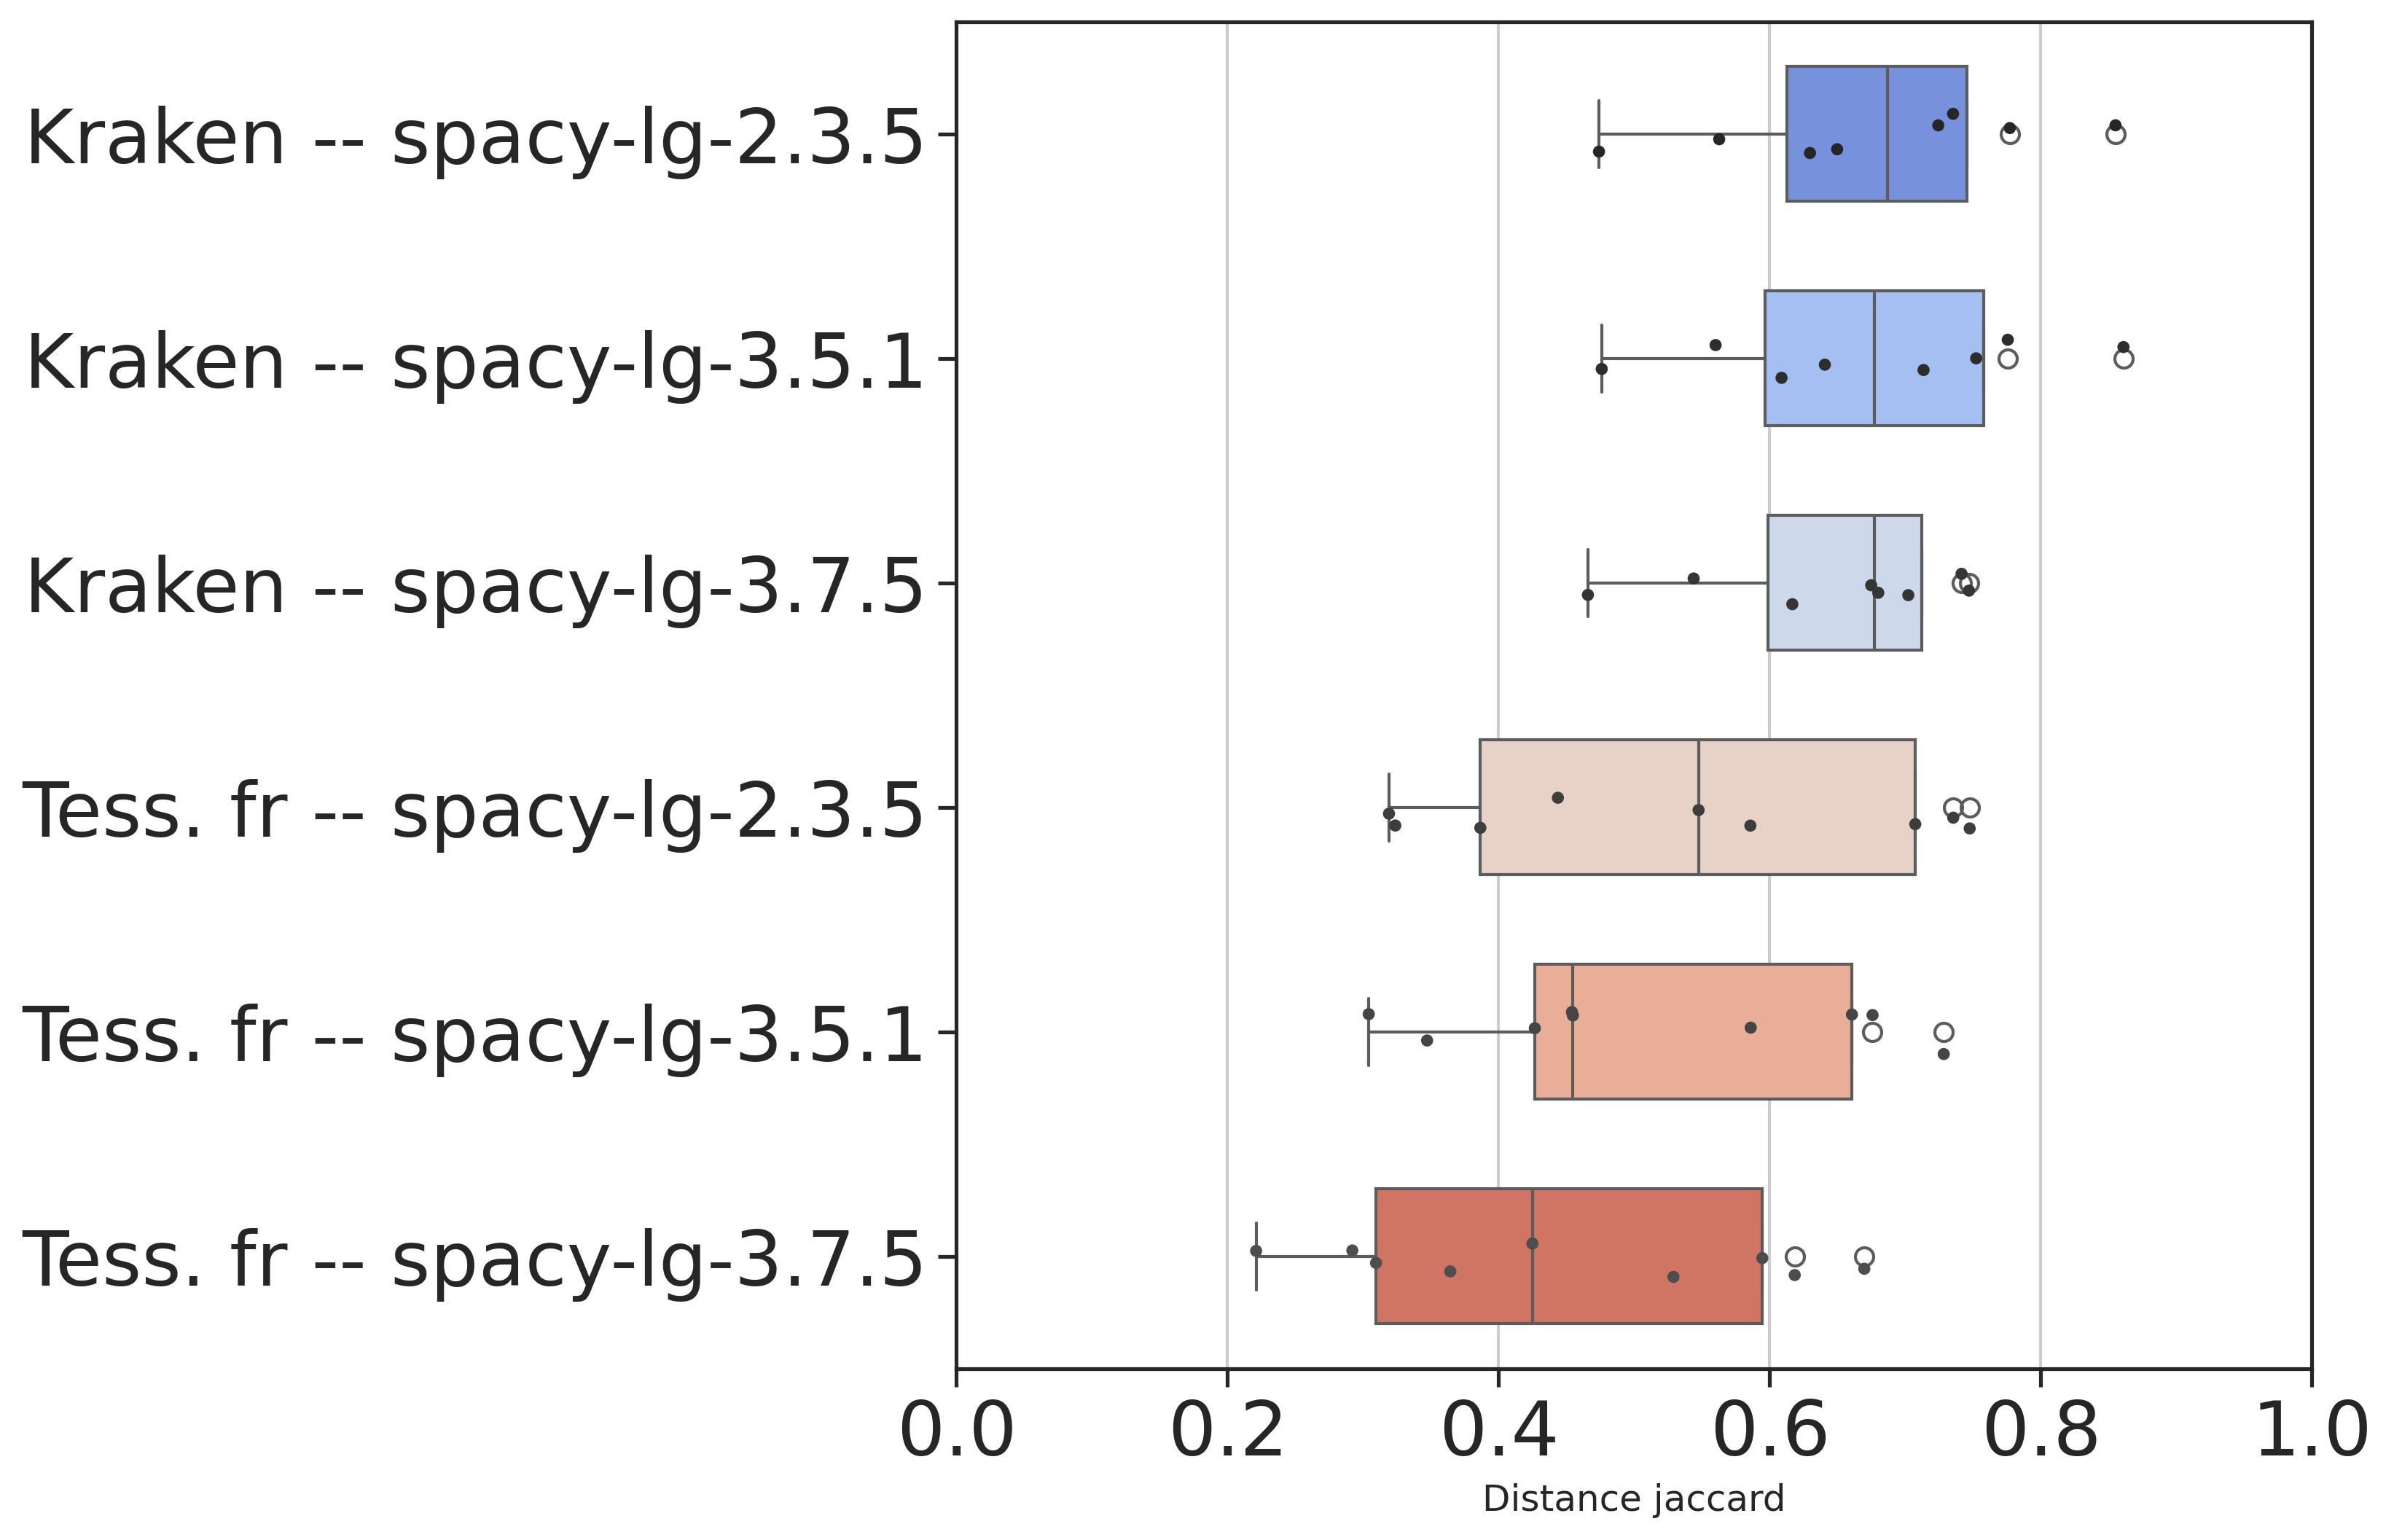 Kraken -- spacy-lg-2.3.5
Kraken -- spacy-lg-3.5.1
Kraken -- spacy-lg-3.7.5
Tess. fr -- spacy-lg-2.3.5
Tess. fr -- spacy-lg-3.5.1
Tess. fr -- spacy-lg-3.7.5
0.0 0.2 0.4 0.6 0.8 1.0
Distance jaccard